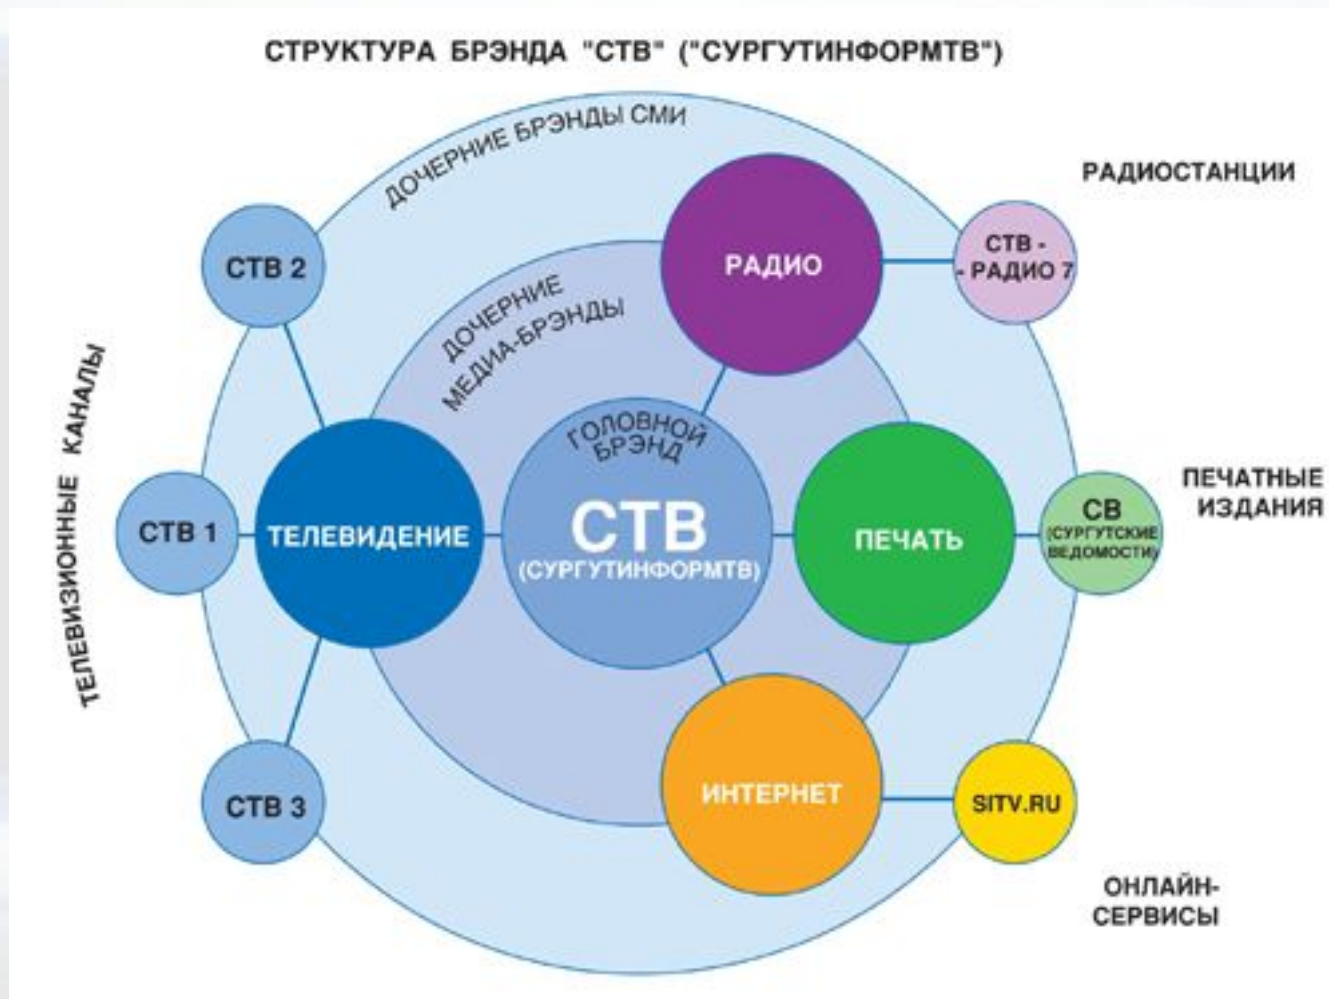 СТРУКТУРА БРЭНДА "СТВ" ("СУРГУТИНФОРМТВ")
ДОЧЕРНИЕ БРЭНДЫ СМИ
РАДИОСТАНЦИИ
СТВ 2
РАДИО
СТВ -
- РАДИО 7
ДОЧЕРНИЕ
МЕДИА-БРЭНДЫ
ТЕЛЕВИЗИОННЫЕ КАНАЛЫ
ГОЛОВНОЙ
БРЭНД
СТВ
(СУРГУТИНФОРМТВ)
СТВ 1
ТЕЛЕВИДЕНИЕ
ПЕЧАТЬ
СВ
(СУРГУТСКИЕ
ВЕДОМОСТИ)
ПЕЧАТНЫЕ
ИЗДАНИЯ
СТВ 3
ИНТЕРНЕТ
SITV.RU
ОНЛАЙН-
СЕРВИСЫ